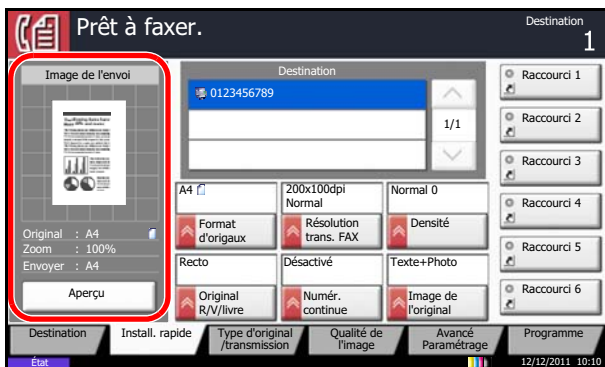 Prêt à faxer.
Destination
1
Image de l'envoi
Original : A4
Zoom : 100%
Envoyer : A4
Aperçu
Destination
0123456789
1/1
A4
Format
d'origaux
200x100dpi
Normal
Résolution
trans. FAX
Normal 0
Densité
Recto
Original
R/V/livre
Désactivé
Numér.
continue
Texte+Photo
Image de
l'original
Raccourci 1
Raccourci 2
Raccourci 3
Raccourci 4
Raccourci 5
Raccourci 6
Destination
Install. rapide
Type d'original
/transmission
Qualité de
l'image
Avancé
Paramétrage
Programme
État
12/12/2011 10:10